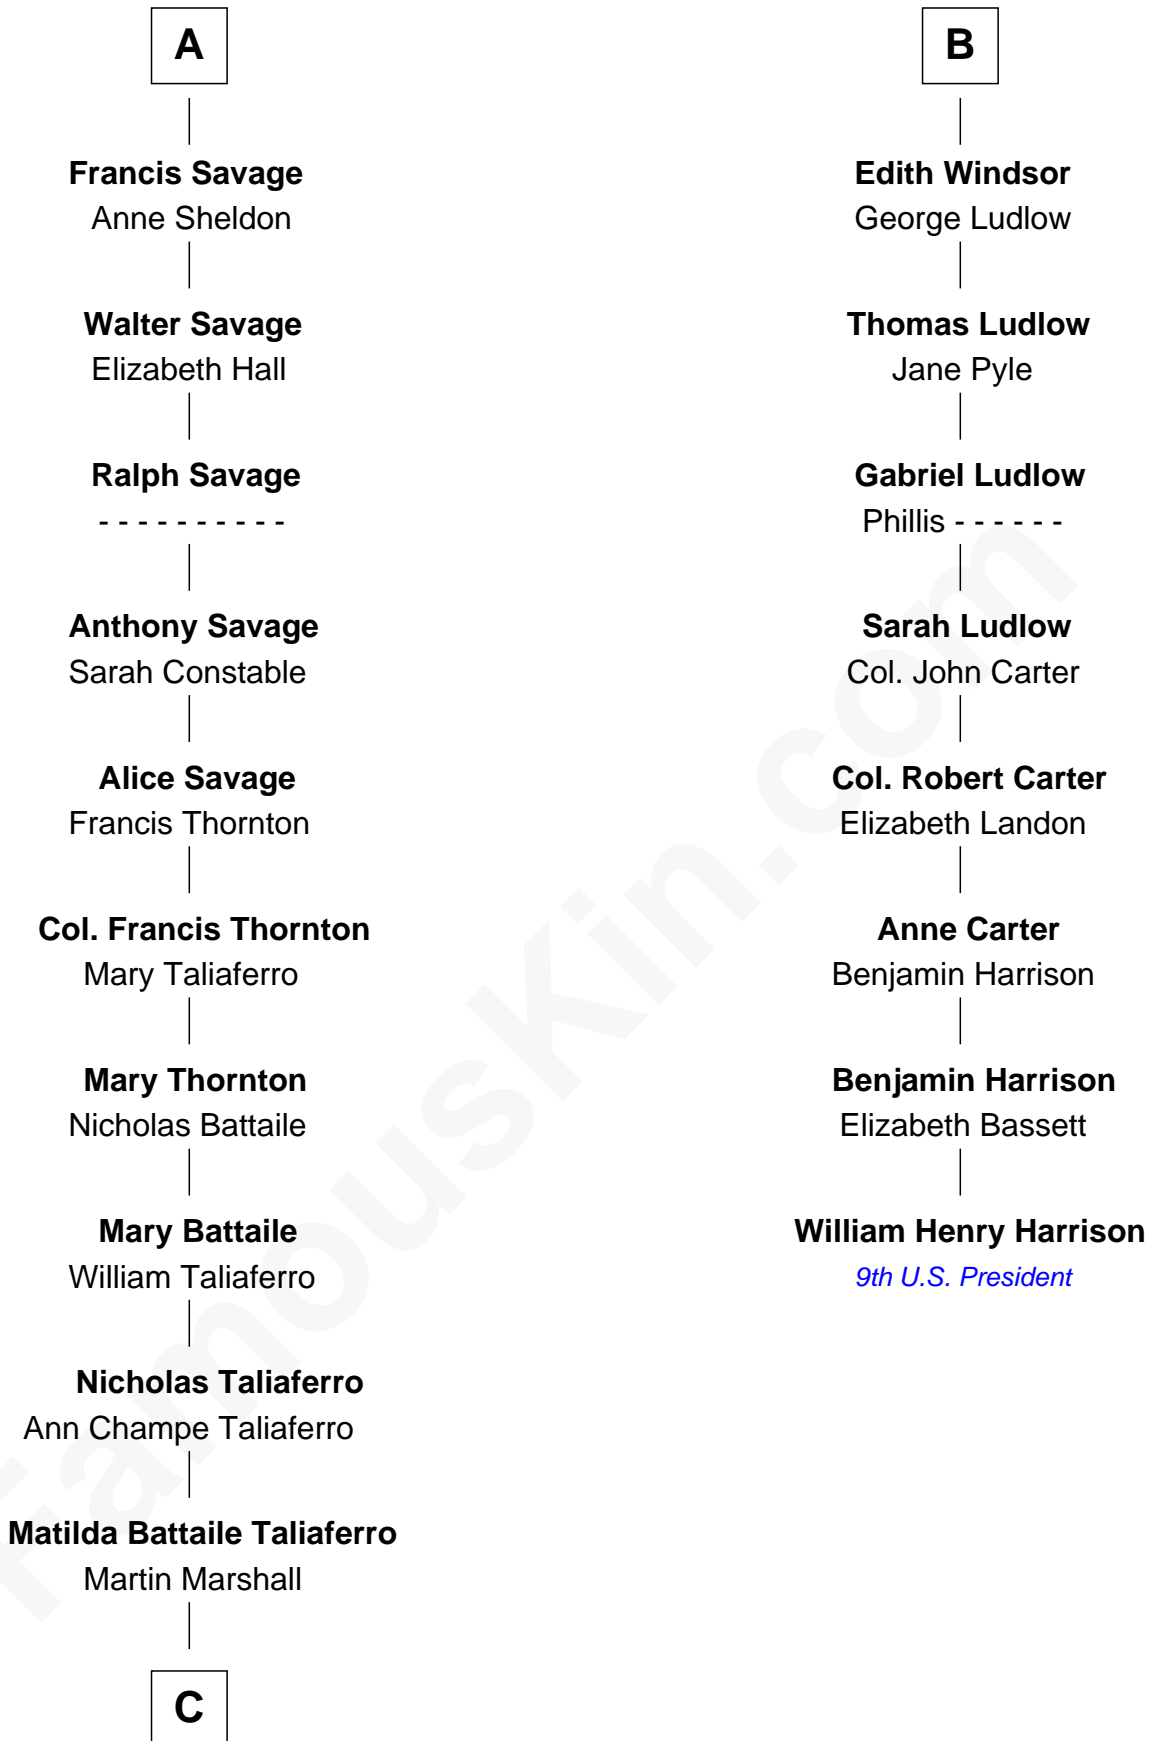 A
Francis Savage
Anne Sheldon
Walter Savage
Elizabeth Hall
Ralph Savage
- - - - - - - - - -
Anthony Savage
Sarah Constable
Alice Savage
Francis Thornton
Col. Francis Thornton
Mary Taliaferro
Mary Thornton
Nicholas Battaile
Mary Battaile
William Taliaferro
Nicholas Taliaferro
Ann Champe Taliaferro
Matilda Battaile Taliaferro
Martin Marshall
C
B
Edith Windsor
George Ludlow
Thomas Ludlow
Jane Pyle
Gabriel Ludlow
Phillis - - - - - -
Sarah Ludlow
Col. John Carter
Col. Robert Carter
Elizabeth Landon
Anne Carter
Benjamin Harrison
Benjamin Harrison
Elizabeth Bassett
William Henry Harrison
9th U.S. President
FamousKin.com